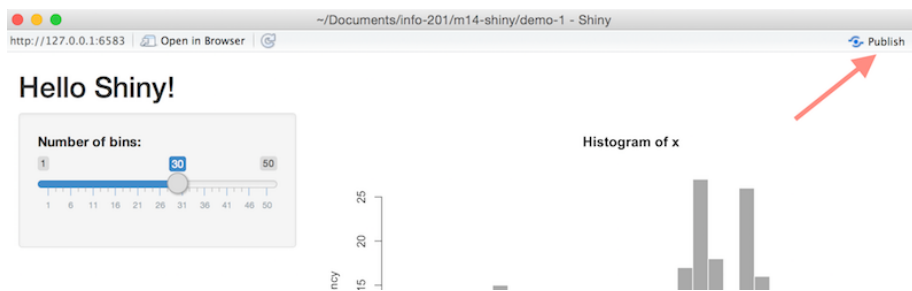 ~/Documents/info-201/m14-shiny/demo-1 - Shiny
http://127.0.0.1:6583 Open in Browser Publish
Hello Shiny!
Number of bins:
1 30 50
1 6 11 16 21 26 31 36 41 46 50
Histogram of x
25
20
15
ncy